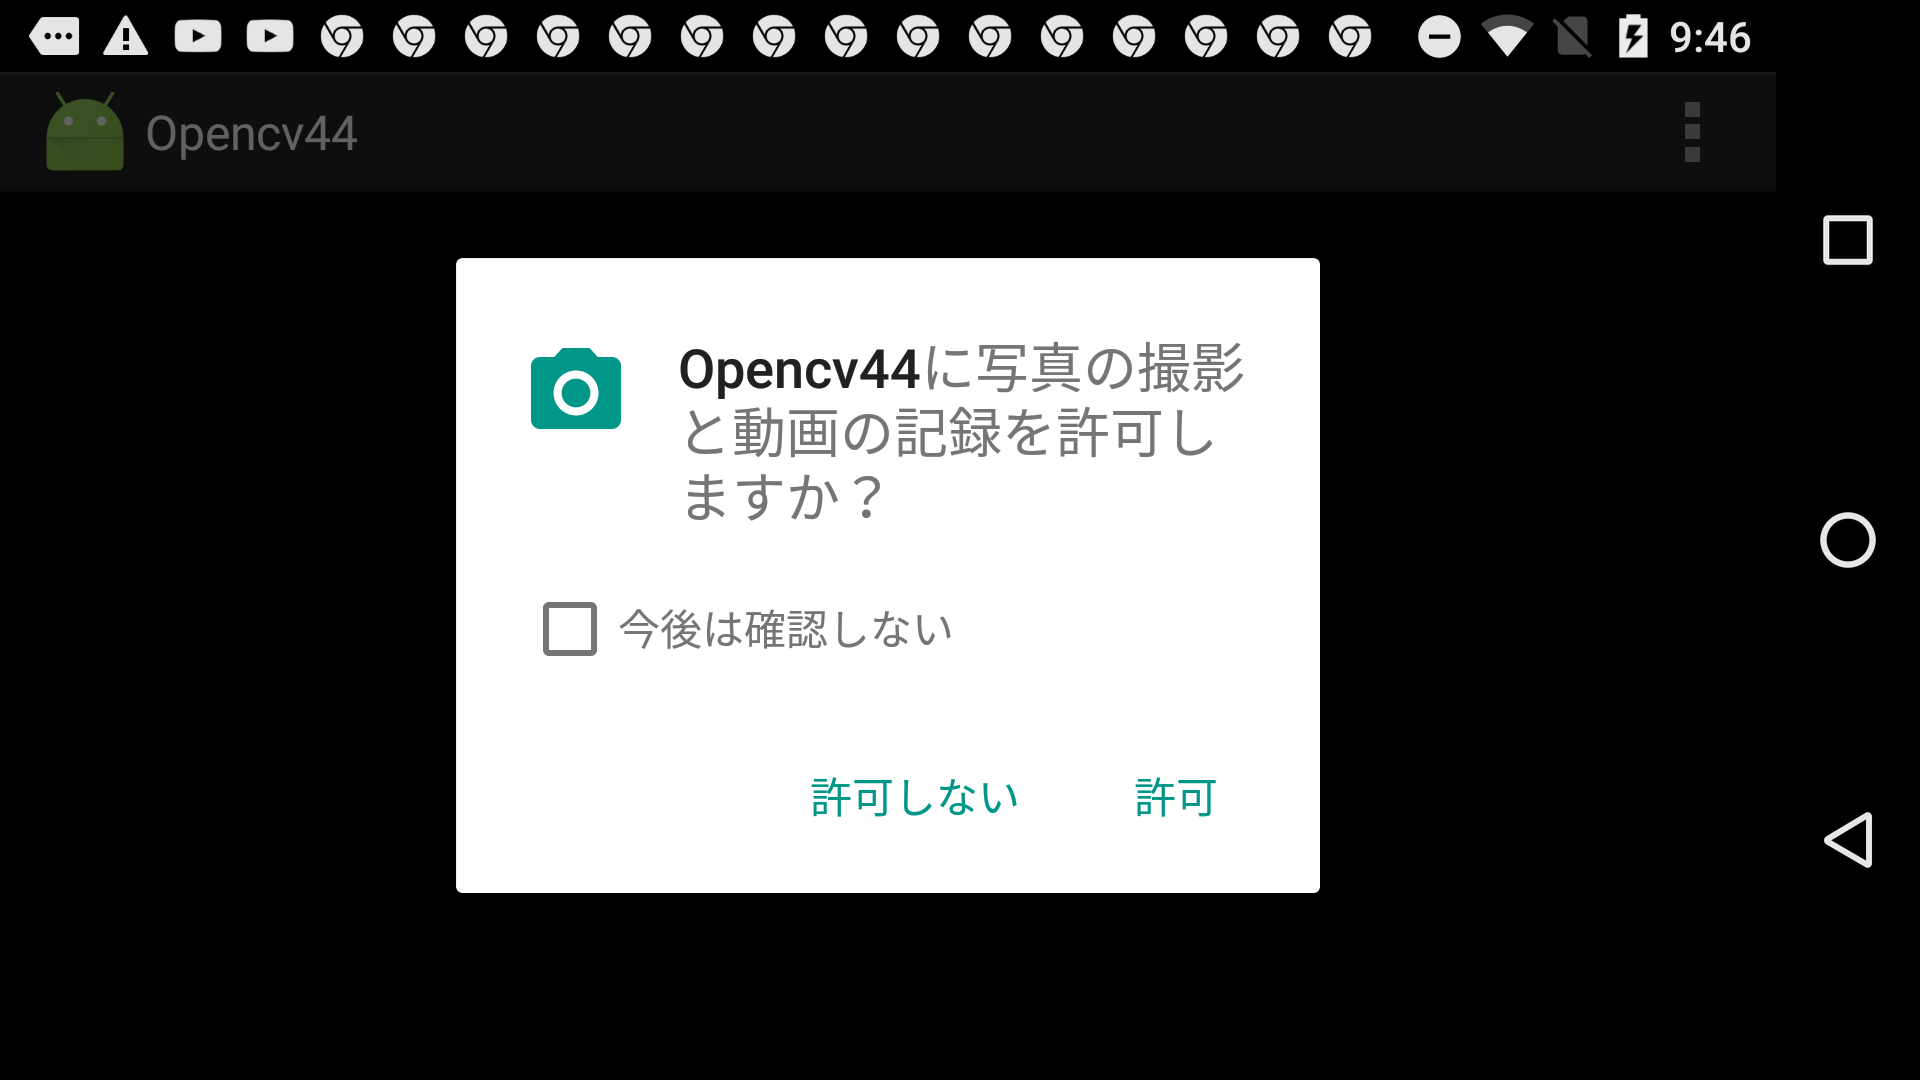 9:46
Opencv44
Opencv44に写真の撮影
と動画の記録を許可し
ますか？
今後は確認しない
許可しない 許可